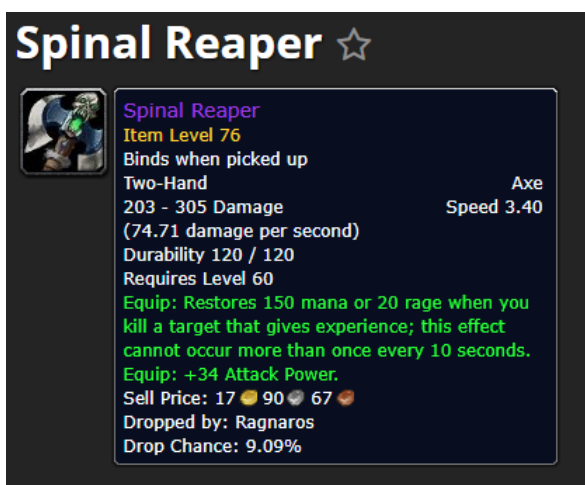 Spinal Reaper
Spinal Reaper
Item Level 76
Binds when picked up
Two-Hand Axe
203 - 305 Damage Speed 3.40
(74.71 damage per second)
Durability 120 / 120
Requires Level 60
Equip: Restores 150 mana or 20 rage when you
kill a target that gives experience; this effect
cannot occur more than once every 10 seconds.
Equip: +34 Attack Power.
Sell Price: 17 90 67
Dropped by: Ragnaros
Drop Chance: 9.09%